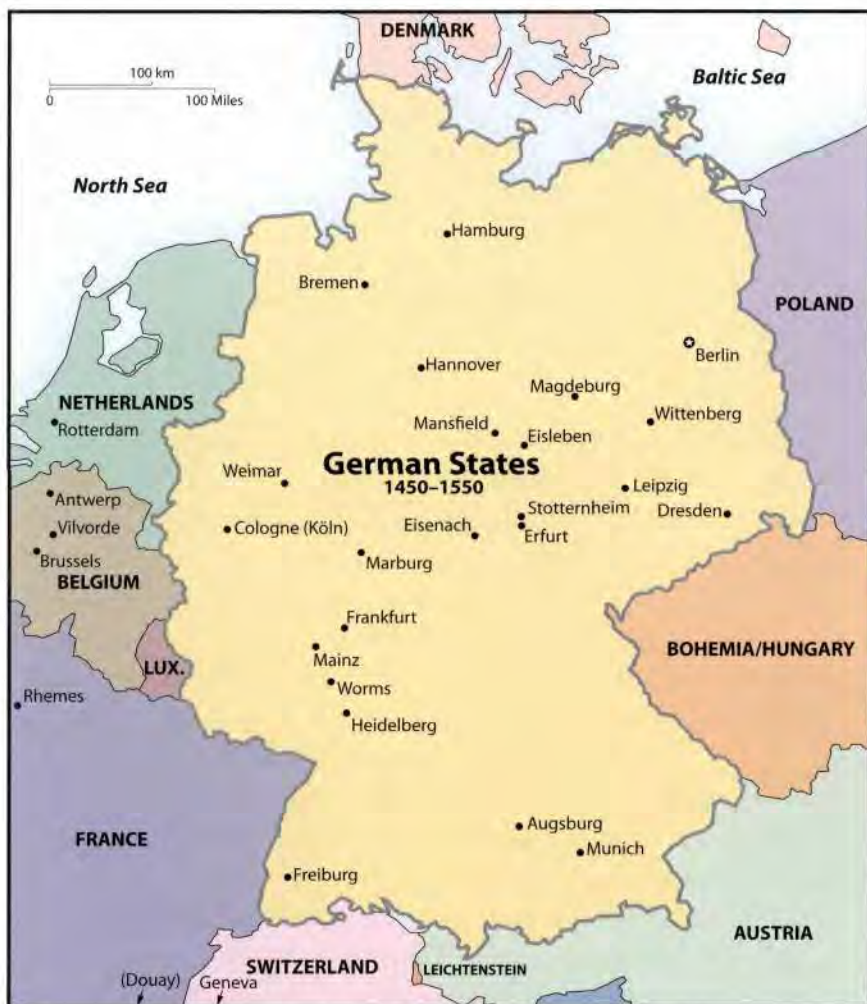 DENMARK
100 km
0
100 Miles
Baltic Sea
North Sea
Hamburg
Bremen
POLAND
Berlin
Hannover
Magdeburg
NETHERLANDS
Rotterdam
Mansfield
Wittenberg
Eisleben
German States
1450–1550
Weimar
Leipzig
Antwerp
Stotternheim
Dresden
Vilvorde
Cologne (Köln)
Eisenach
Erfurt
Brussels
Marburg
BELGIUM
Frankfurt
BOHEMIA/HUNGARY
Mainz
LUX.
Worms
Rhemes
Heidelberg
FRANCE
Augsburg
Munich
Freiburg
AUSTRIA
SWITZERLAND
LEICHTENSTEIN
(Douay)
Geneva